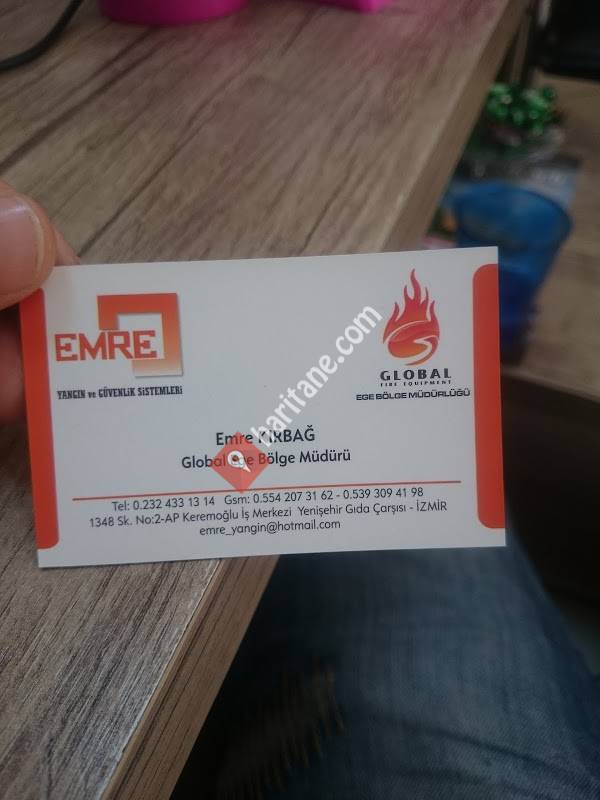 EMRE
YANGIN ve GÜVENLİK SİSTEMLERİ
GLOBAL
FIRE EQUIPMENT
EGE BÖLGE MÜDÜRLÜĞÜ
Emre KIRBAĞ
Global Ege Bölge Müdürü
Tel: 0.232 433 13 14 Gsm: 0.554 207 31 62 - 0.539 309 41 98
1348 Sk. No:2-AP Keremoğlu İş Merkezi Yenişehir Gıda Çarşısı - İZMİR
emre_yangin@hotmail.com
haritane.com